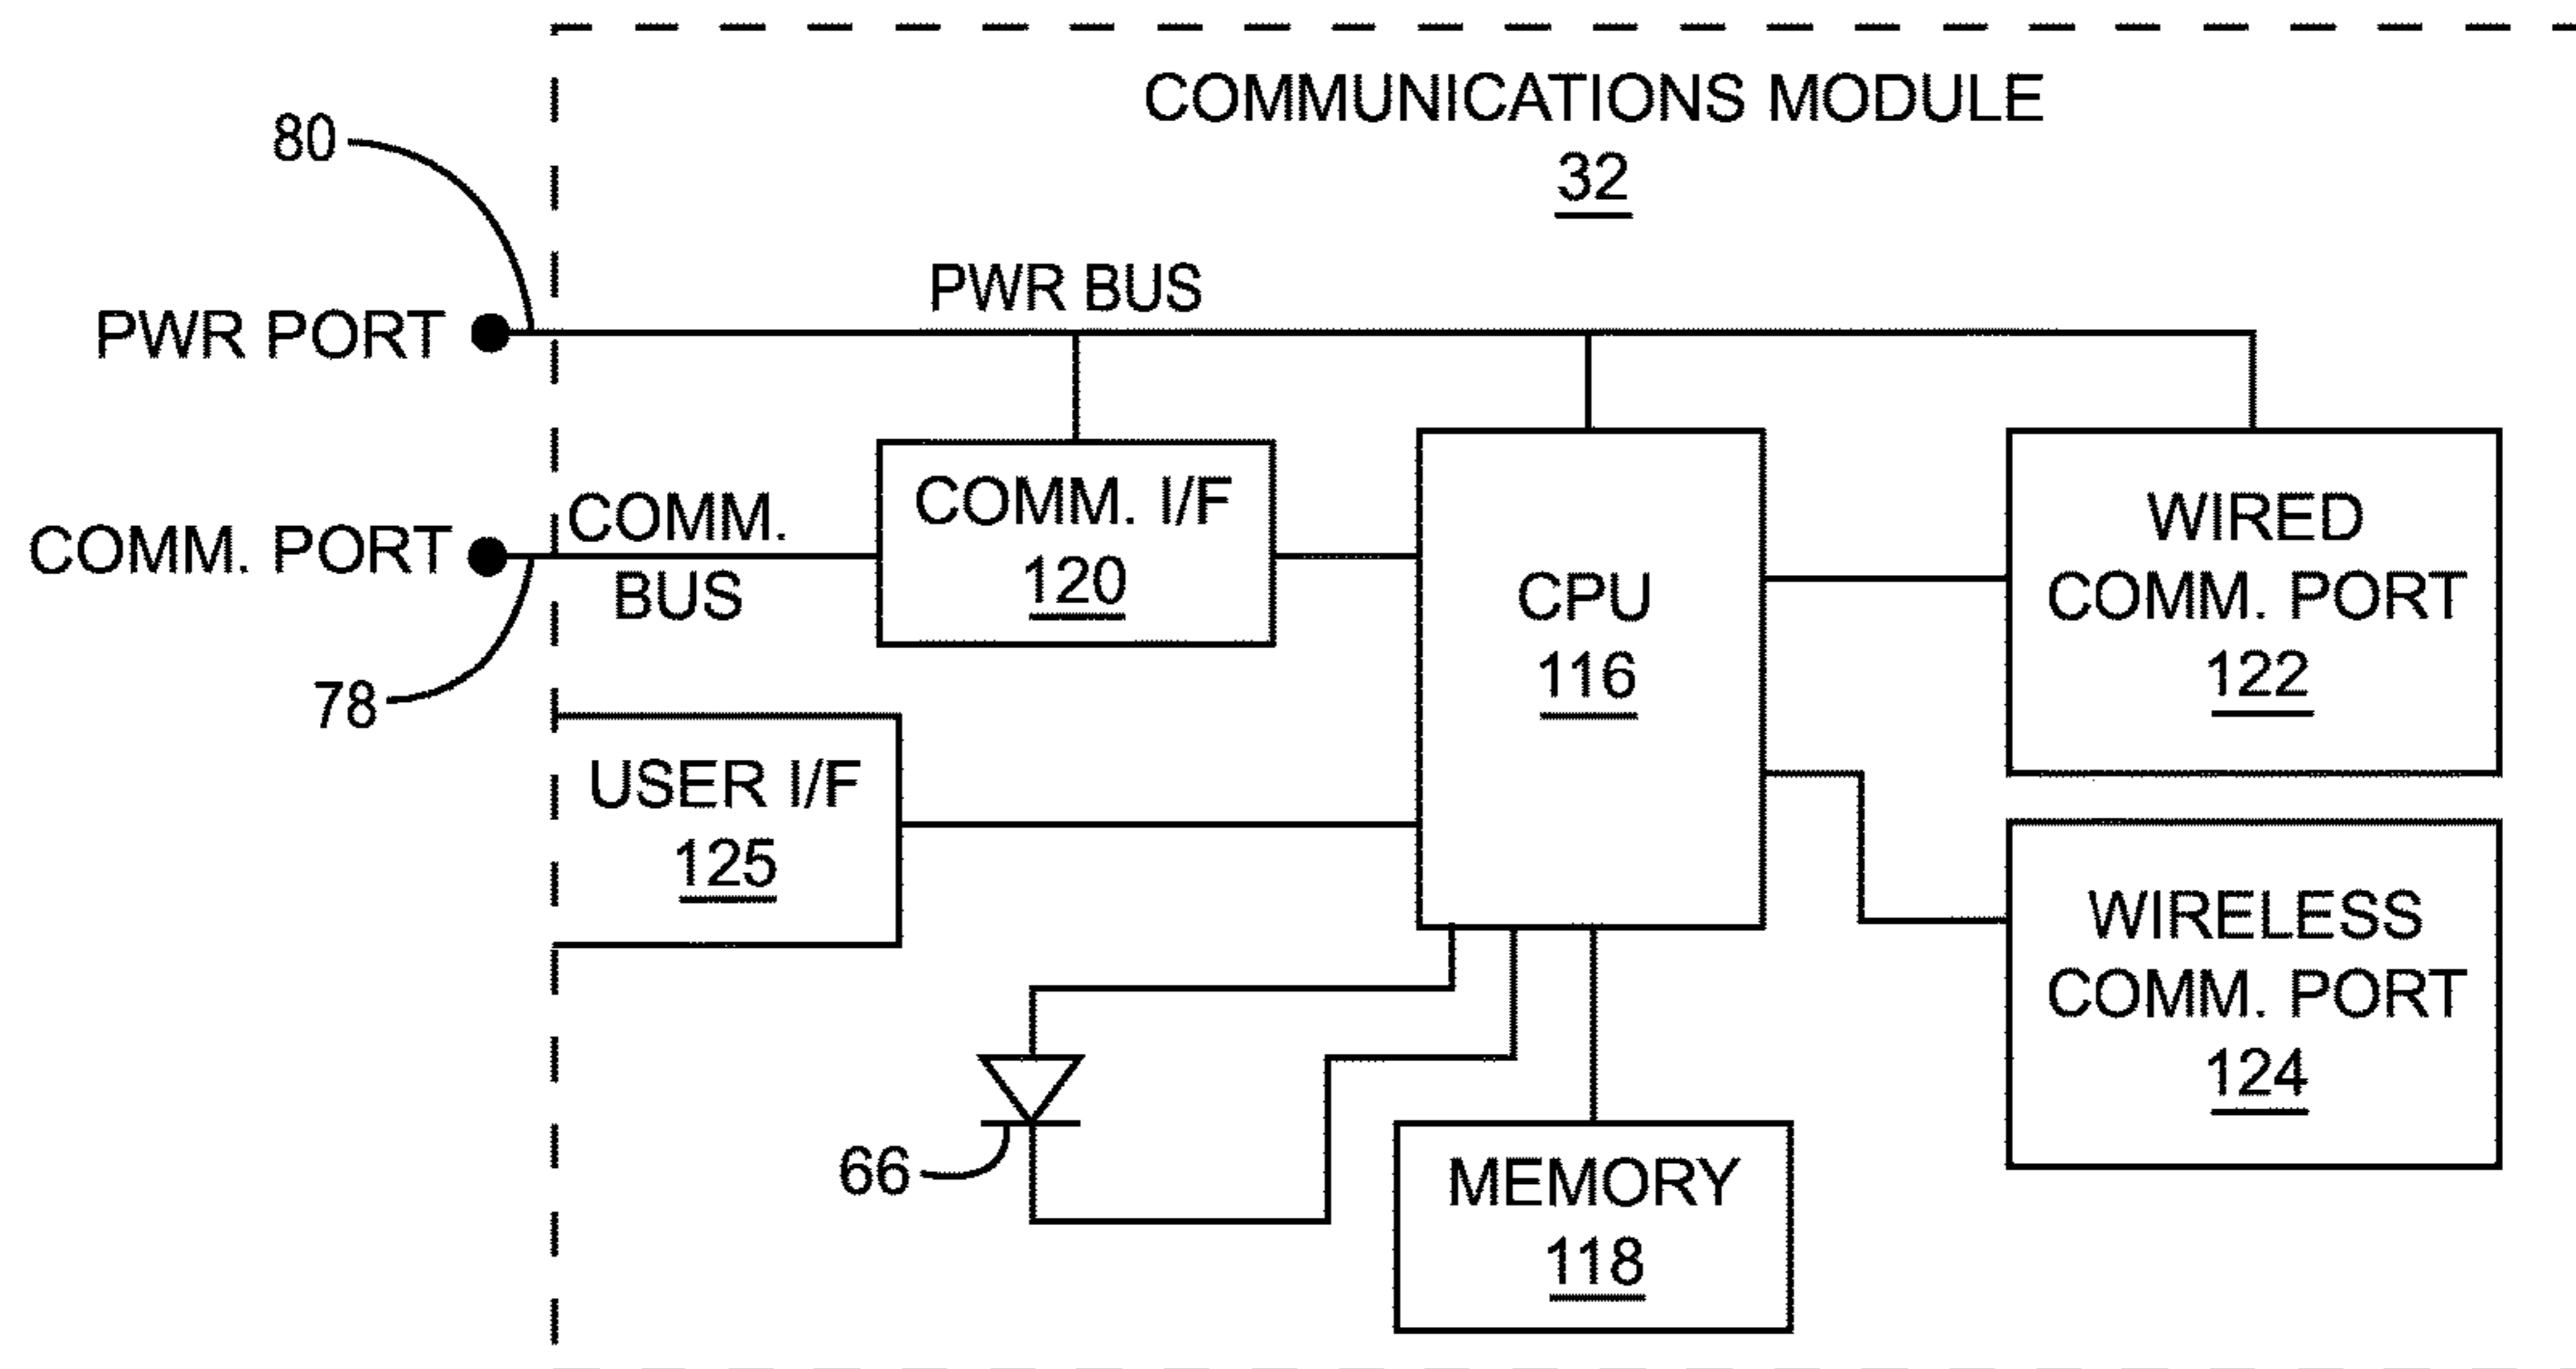 COMMUNICATIONS MODULE
32
80
PWR BUS
PWR PORT
COMM. PORT
COMM.
BUS
78
COMM. I/F
120
CPU
116
WIRED
COMM. PORT
122
USER I/F
125
WIRELESS
COMM. PORT
124
66
MEMORY
118